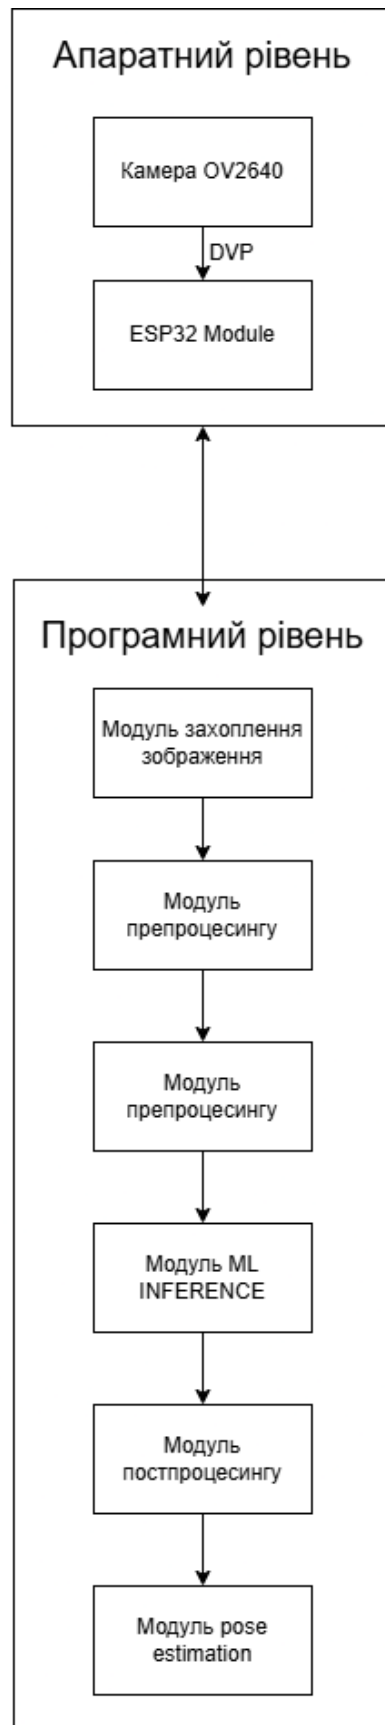 Апаратний рівень
Камера OV2640
DVP
ESP32 Module
Програмний рівень
Модуль захоплення
зображення
Модуль
препроцесингу
Модуль
препроцесингу
Модуль ML
INFERENCE
Модуль
постпроцесингу
Модуль pose
estimation